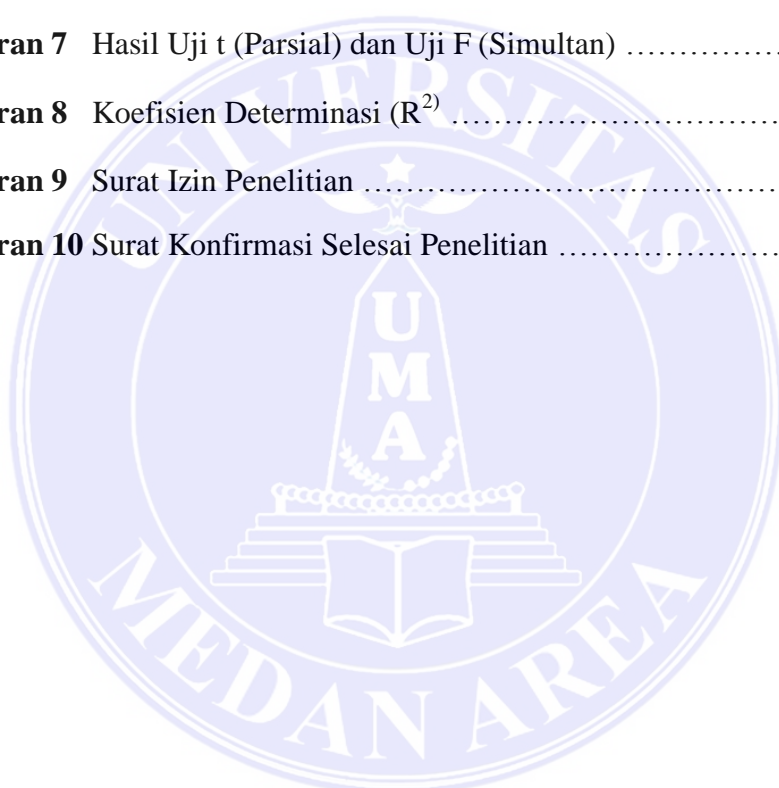 ran 7 Hasil Uji t (Parsial) dan Uji F (Simultan) ……………
ran 8 Koefisien Determinasi (R2) ………………………………
ran 9 Surat Izin Penelitian …………………………………………
ran 10 Surat Konfirmasi Selesai Penelitian ……………………
UNIVERSITAS
U
M
A
MEDAN AREA